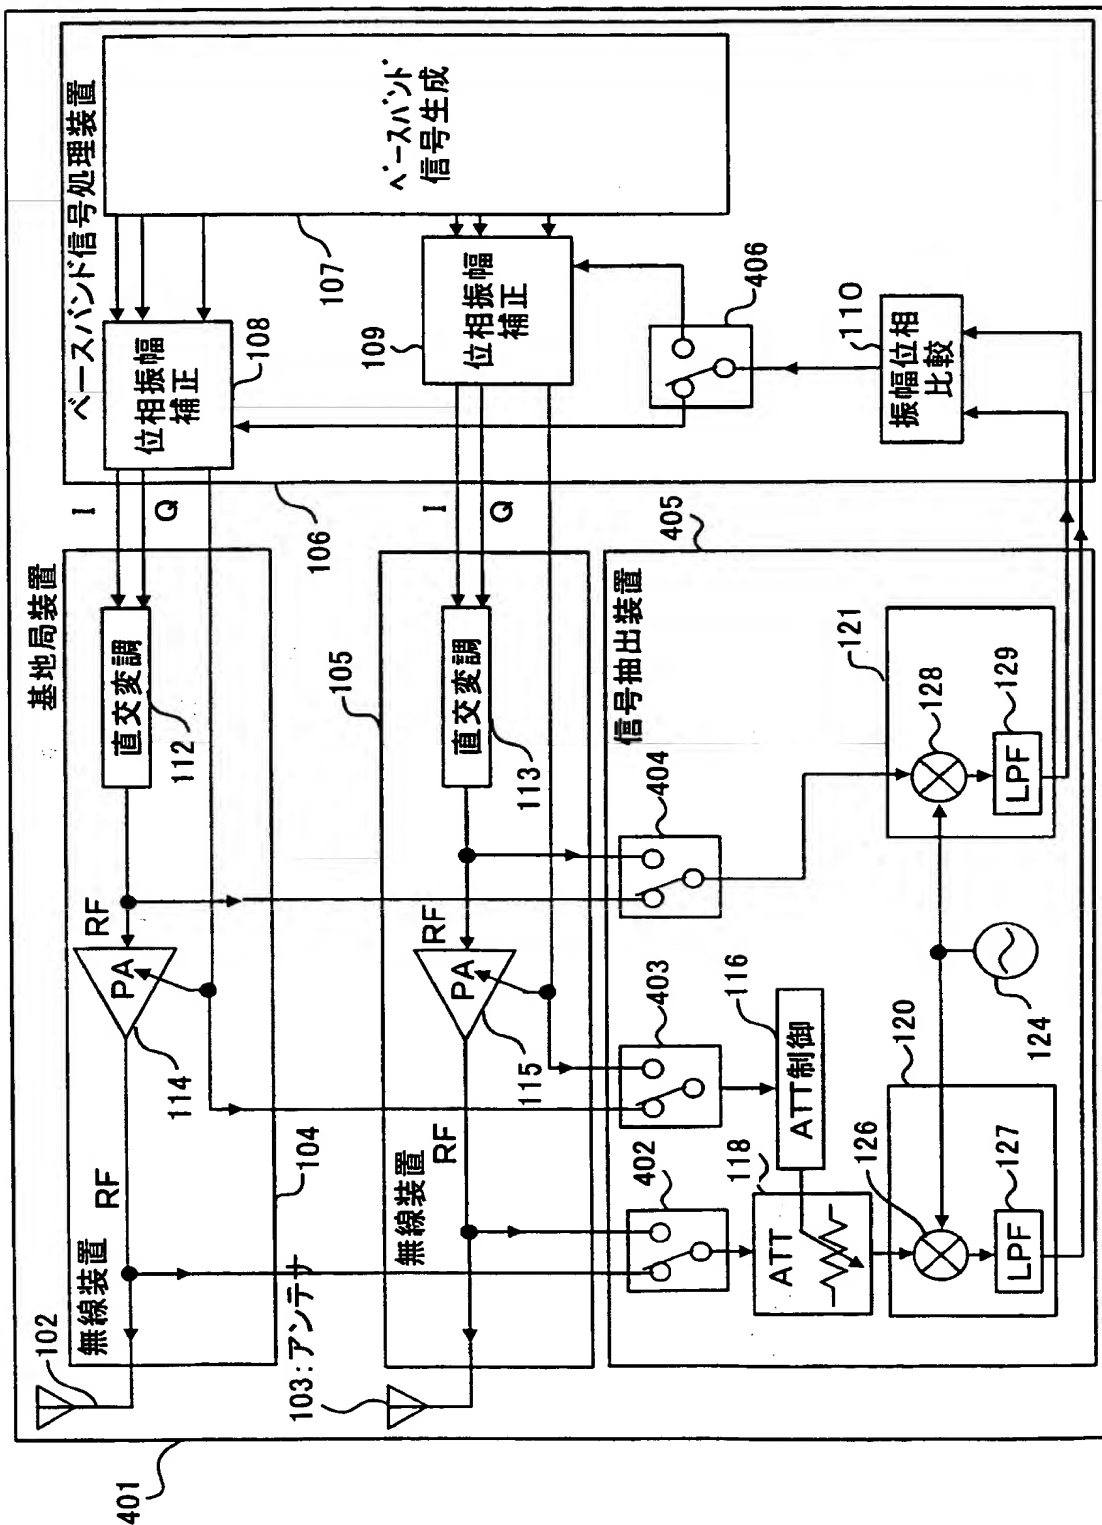 401
基地局装置
102
103:アンテナ
無線装置
104
RF
114
PA
RF
直交変調
112
I
Q
106
ベースバンド信号処理装置
位相振幅
補正
108
ベースバンド
信号生成
107
無線装置
105
RF
115
PA
RF
直交変調
113
I
Q
109
位相振幅
補正
406
110
振幅位相
比較
信号抽出装置
405
402
403
404
118
ATT
116
ATT制御
120
126
127
LPF
124
121
128
129
LPF